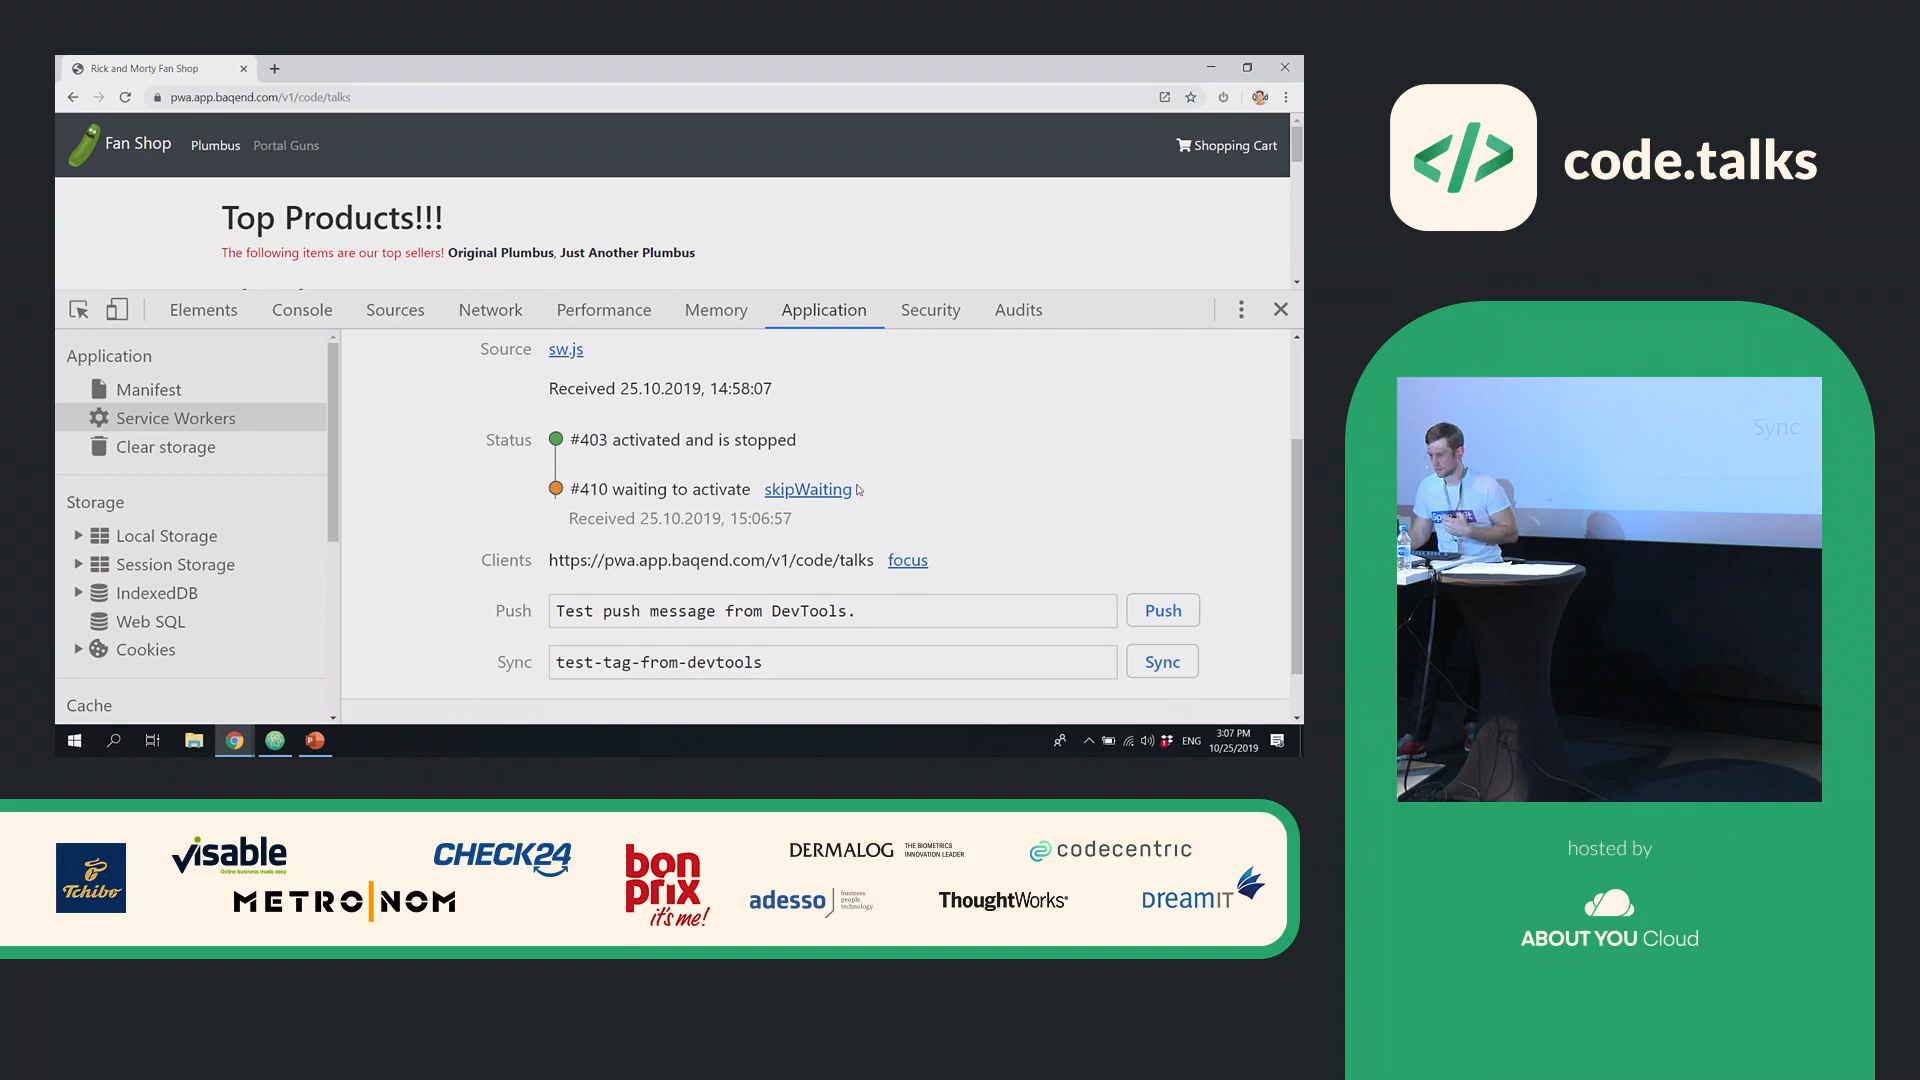 Rick and Morty Fan Shop
pwa.app.baqend.com/v1/code/talks
Fan Shop Plumbus Portal Guns Shopping Cart
Top Products!!!
The following items are our top sellers! Original Plumbus, Just Another Plumbus
Elements Console Sources Network Performance Memory Application Security Audits
Application
Manifest
Service Workers
Clear storage
Storage
Local Storage
Session Storage
IndexedDB
Web SQL
Cookies
Cache
Source sw.js
Received 25.10.2019, 14:58:07
Status #403 activated and is stopped
#410 waiting to activate skipWaiting
Received 25.10.2019, 15:06:57
Clients https://pwa.app.baqend.com/v1/code/talks focus
Push Test push message from DevTools. Push
Sync test-tag-from-devtools Sync
ENG
3:07 PM
10/25/2019
</> code.talks
Sync
hosted by
ABOUT YOU Cloud
Tchibo
visable
Online business made easy
METRO|NOM
CHECK24
bon
prix
it's me!
DERMALOG THE BIOMETRICS
INNOVATION LEADER
adesso business.
people.
technology.
codecentric
ThoughtWorks
DREAMIT